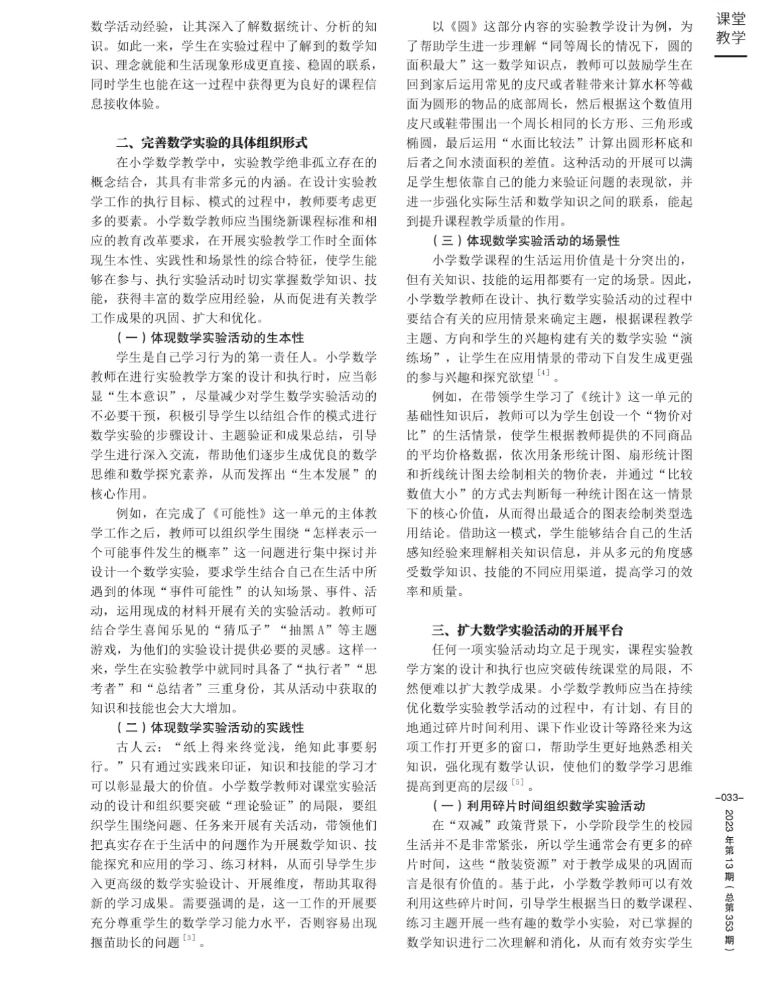 数学活动经验，让其深入了解数据统计、分析的知
识。如此一来，学生在实验过程中了解到的数学知
识、理念就能和生活现象形成更直接、稳固的联系，
同时学生也能在这一过程中获得更为良好的课程信
息接收体验。
二、完善数学实验的具体组织形式
在小学数学教学中，实验教学绝非孤立存在的
概念结合，其具有非常多元的内涵。在设计实验教
学工作的执行目标、模式的过程中，教师要考虑更
多的要素。小学数学教师应当围绕新课程标准和相
应的教育改革要求，在开展实验教学工作时全面体
现生本性、实践性和场景性的综合特征，使学生能
够在参与、执行实验活动时切实掌握数学知识、技
能，获得丰富的数学应用经验，从而促进有关教学
工作成果的巩固、扩大和优化。
（一）体现数学实验活动的生本性
学生是自己学习行为的第一责任人。小学数学
教师在进行实验教学方案的设计和执行时，应当彰
显“生本意识”，尽量减少对学生数学实验活动的
不必要干预，积极引导学生以结组合作的模式进行
数学实验的步骤设计、主题验证和成果总结，引导
学生进行深入交流，帮助他们逐步生成优良的数学
思维和数学探究素养，从而发挥出“生本发展”的
核心作用。
例如，在完成了《可能性》这一单元的主体教
学工作之后，教师可以组织学生围绕“怎样表示一
个可能事件发生的概率”这一问题进行集中探讨并
设计一个数学实验，要求学生结合自己在生活中所
遇到的体现“事件可能性”的认知场景、事件、活
动，运用现成的材料开展有关的实验活动。教师可
结合学生喜闻乐见的“猜瓜子”“抽黑 A”等主题
游戏，为他们的实验设计提供必要的灵感。这样一
来，学生在实验教学中就同时具备了“执行者”“思
考者”和“总结者”三重身份，其从活动中获取的
知识和技能也会大大增加。
（二）体现数学实验活动的实践性
古人云：“纸上得来终觉浅，绝知此事要躬
行。”只有通过实践来印证，知识和技能的学习才
可以彰显最大的价值。小学数学教师对课堂实验活
动的设计和组织要突破“理论验证”的局限，要组
织学生围绕问题、任务来开展有关活动，带领他们
把真实存在于生活中的问题作为开展数学知识、技
能探究和应用的学习、练习材料，从而引导学生步
入更高级的数学实验设计、开展维度，帮助其取得
新的学习成果。需要强调的是，这一工作的开展要
充分尊重学生的数学学习能力水平，否则容易出现
揠苗助长的问题[3]。
以《圆》这部分内容的实验教学设计为例，为
了帮助学生进一步理解“同等周长的情况下，圆的
面积最大”这一数学知识点，教师可以鼓励学生在
回到家后运用常见的皮尺或者鞋带来计算水杯等截
面为圆形的物品的底部周长，然后根据这个数值用
皮尺或鞋带围出一个周长相同的长方形、三角形或
椭圆，最后运用“水面比较法”计算出圆形杯底和
后者之间水渍面积的差值。这种活动的开展可以满
足学生想依靠自己的能力来验证问题的表现欲，并
进一步强化实际生活和数学知识之间的联系，能起
到提升课程教学质量的作用。
（三）体现数学实验活动的场景性
小学数学课程的生活运用价值是十分突出的，
但有关知识、技能的运用都要有一定的场景。因此，
小学数学教师在设计、执行数学实验活动的过程中
要结合有关的应用情景来确定主题，根据课程教学
主题、方向和学生的兴趣构建有关的数学实验“演
练场”，让学生在应用情景的带动下自发生成更强
的参与兴趣和探究欲望[4]。
例如，在带领学生学习了《统计》这一单元的
基础性知识后，教师可以为学生创设一个“物价对
比”的生活情景，使学生根据教师提供的不同商品
的平均价格数据，依次用条形统计图、扇形统计图
和折线统计图去绘制相关的物价表，并通过“比较
数值大小”的方式去判断每一种统计图在这一情景
下的核心价值，从而得出最适合的图表绘制类型选
用结论。借助这一模式，学生能够结合自己的生活
感知经验来理解相关知识信息，并从多元的角度感
受数学知识、技能的不同应用渠道，提高学习的效
率和质量。
三、扩大数学实验活动的开展平台
任何一项实验活动均立足于现实，课程实验教
学方案的设计和执行也应突破传统课堂的局限，不
然便难以扩大教学成果。小学数学教师应当在持续
优化数学实验教学活动的过程中，有计划、有目的
地通过碎片时间利用、课下作业设计等路径来为这
项工作打开更多的窗口，帮助学生更好地熟悉相关
知识，强化现有数学认识，使他们的数学学习思维
提高到更高的层级[5]。
（一）利用碎片时间组织数学实验活动
在“双减”政策背景下，小学阶段学生的校园
生活并不是非常紧张，所以学生通常会有更多的碎
片时间，这些“散装资源”对于教学成果的巩固而
言是很有价值的。基于此，小学数学教师可以有效
利用这些碎片时间，引导学生根据当日的数学课程、
练习主题开展一些有趣的数学小实验，对已掌握的
数学知识进行二次理解和消化，从而有效夯实学生
课堂
教学
–033–
2023 年第 13 期（总第 353 期）